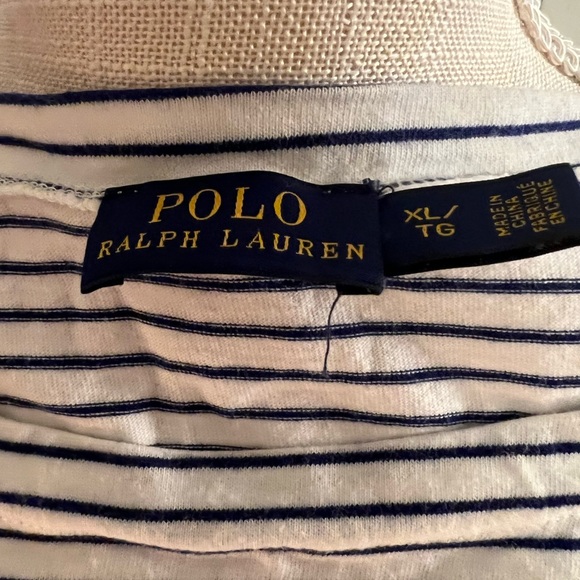 POLO
RALPH LAUREN
XL/
TG
MADE IN
CHINA
FABRIQUÉ
EN CHINE